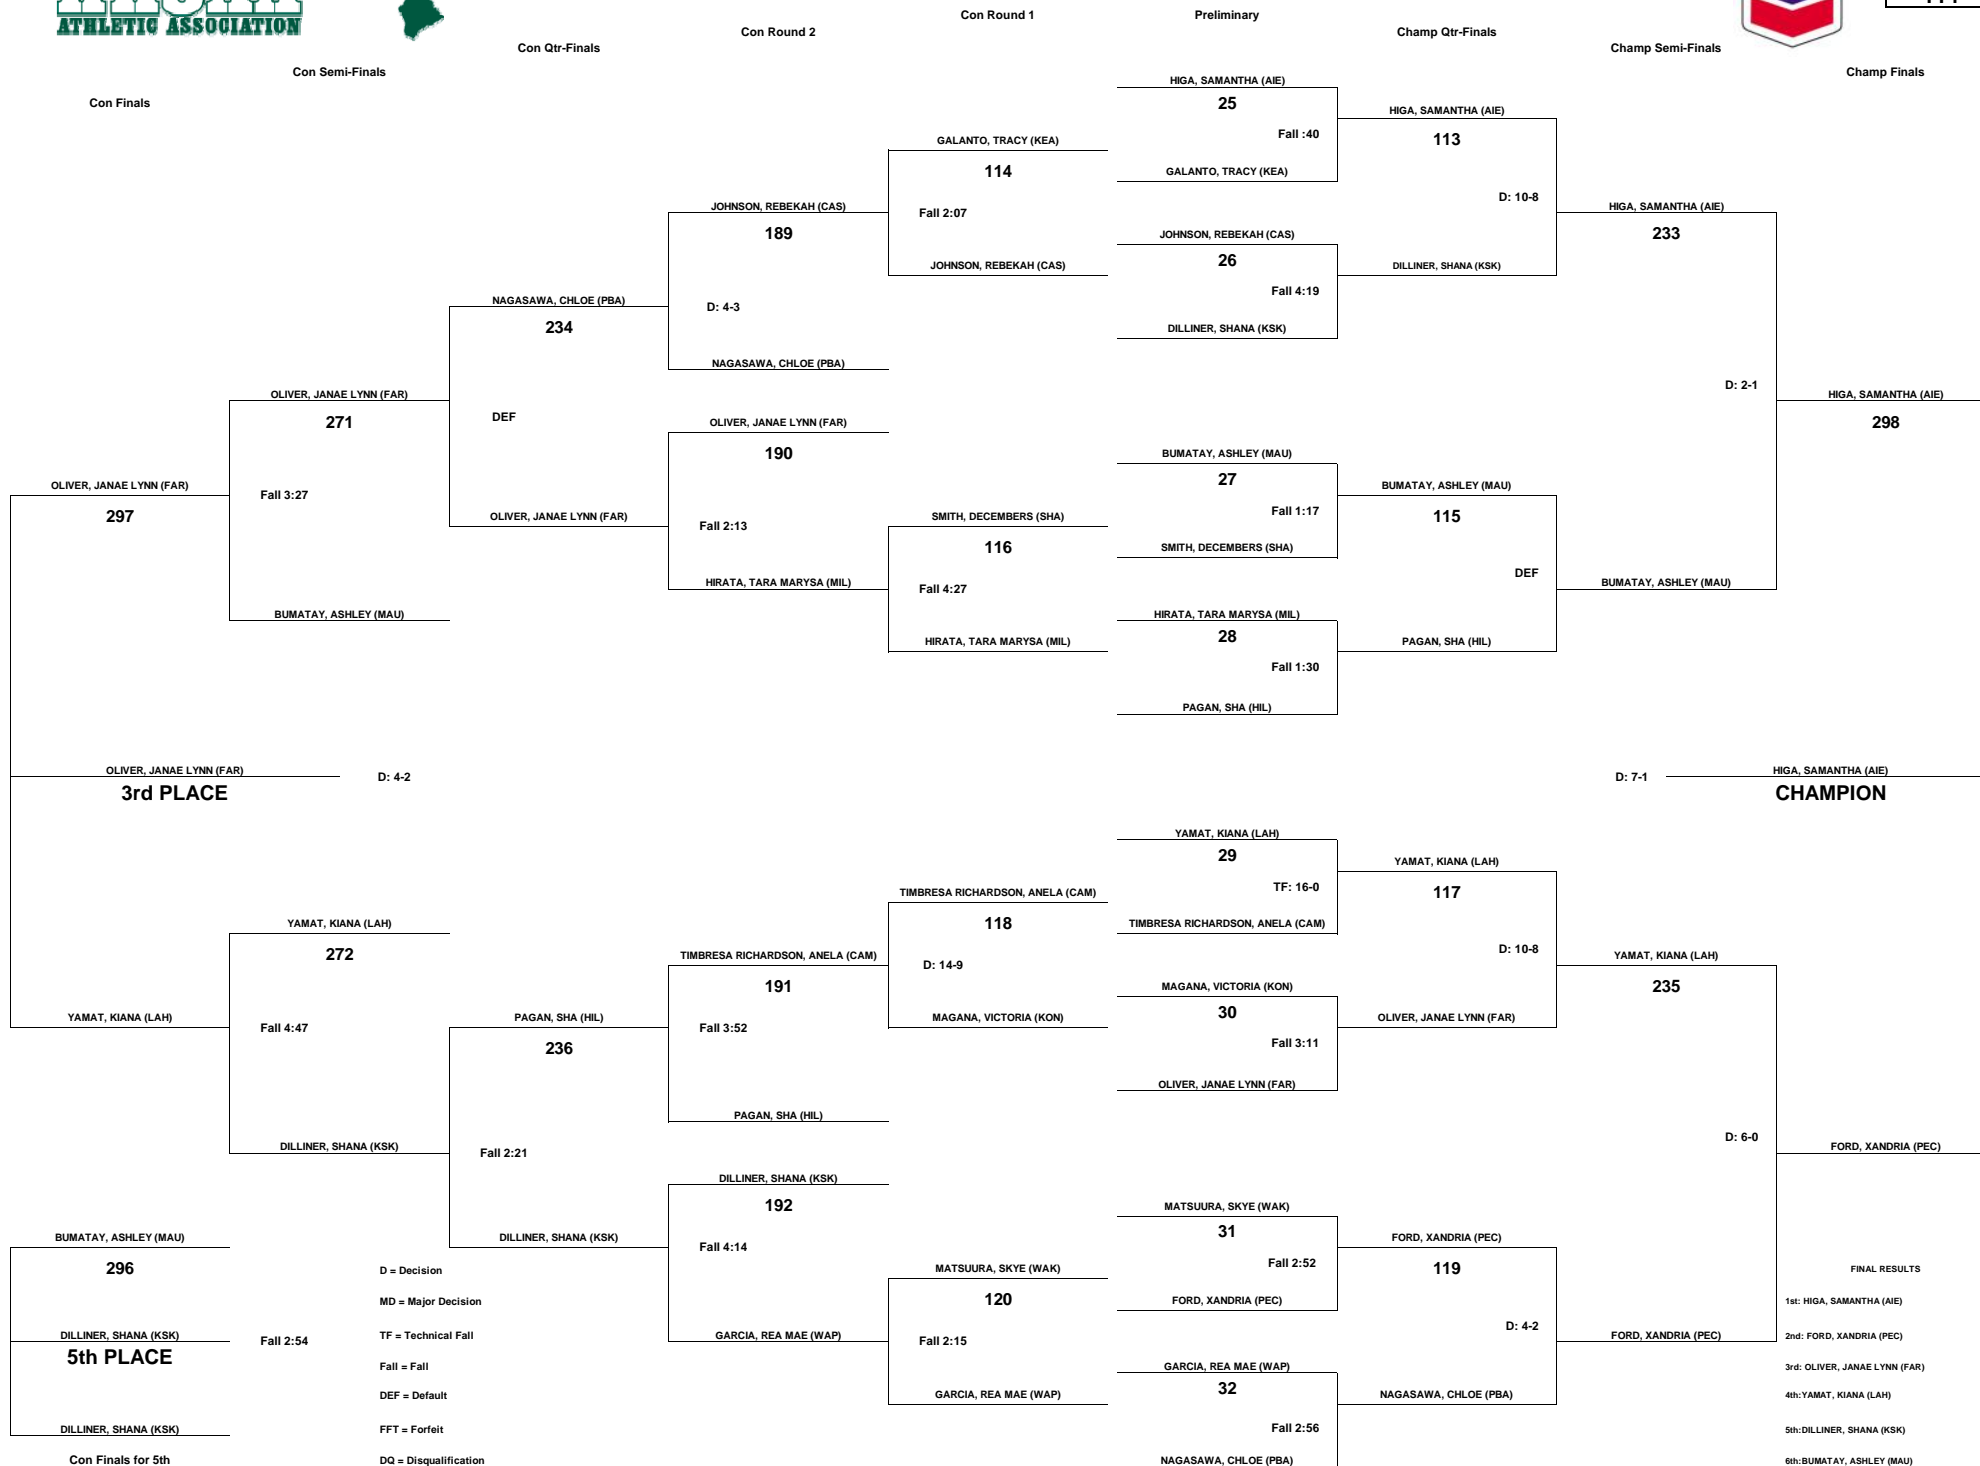 ATHLETIC ASSOCIATION
Con Round 1
Preliminary
Con Round 2
Champ Qtr-Finals
Con Qtr-Finals
Champ Semi-Finals
Con Semi-Finals
Champ Finals
Con Finals
HIGA, SAMANTHA (AIE)
25
Fall :40
GALANTO, TRACY (KEA)
HIGA, SAMANTHA (AIE)
113
D: 10-8
GALANTO, TRACY (KEA)
114
Fall 2:07
JOHNSON, REBEKAH (CAS)
JOHNSON, REBEKAH (CAS)
26
Fall 4:19
DILLINER, SHANA (KSK)
DILLINER, SHANA (KSK)
JOHNSON, REBEKAH (CAS)
189
D: 4-3
NAGASAWA, CHLOE (PBA)
HIGA, SAMANTHA (AIE)
233
D: 2-1
NAGASAWA, CHLOE (PBA)
234
DEF
OLIVER, JANAE LYNN (FAR)
OLIVER, JANAE LYNN (FAR)
271
Fall 3:27
BUMATAY, ASHLEY (MAU)
OLIVER, JANAE LYNN (FAR)
190
Fall 2:13
HIRATA, TARA MARYSA (MIL)
HIGA, SAMANTHA (AIE)
298
BUMATAY, ASHLEY (MAU)
27
Fall 1:17
SMITH, DECEMBERS (SHA)
BUMATAY, ASHLEY (MAU)
115
DEF
PAGAN, SHA (HIL)
BUMATAY, ASHLEY (MAU)
OLIVER, JANAE LYNN (FAR)
297
SMITH, DECEMBERS (SHA)
116
Fall 4:27
HIRATA, TARA MARYSA (MIL)
HIRATA, TARA MARYSA (MIL)
28
Fall 1:30
PAGAN, SHA (HIL)
OLIVER, JANAE LYNN (FAR)
3rd PLACE
D: 4-2
D: 7-1
HIGA, SAMANTHA (AIE)
CHAMPION
YAMAT, KIANA (LAH)
29
TF: 16-0
TIMBRESA RICHARDSON, ANELA (CAM)
YAMAT, KIANA (LAH)
117
D: 10-8
OLIVER, JANAE LYNN (FAR)
TIMBRESA RICHARDSON, ANELA (CAM)
118
D: 14-9
MAGANA, VICTORIA (KON)
MAGANA, VICTORIA (KON)
30
Fall 3:11
OLIVER, JANAE LYNN (FAR)
YAMAT, KIANA (LAH)
272
Fall 4:47
DILLINER, SHANA (KSK)
TIMBRESA RICHARDSON, ANELA (CAM)
191
Fall 3:52
PAGAN, SHA (HIL)
YAMAT, KIANA (LAH)
235
D: 6-0
FORD, XANDRIA (PEC)
YAMAT, KIANA (LAH)
PAGAN, SHA (HIL)
236
Fall 2:21
DILLINER, SHANA (KSK)
DILLINER, SHANA (KSK)
192
Fall 4:14
GARCIA, REA MAE (WAP)
FORD, XANDRIA (PEC)
MATSUURA, SKYE (WAK)
31
Fall 2:52
FORD, XANDRIA (PEC)
FORD, XANDRIA (PEC)
119
D: 4-2
NAGASAWA, CHLOE (PBA)
MATSUURA, SKYE (WAK)
120
Fall 2:15
GARCIA, REA MAE (WAP)
GARCIA, REA MAE (WAP)
32
Fall 2:56
NAGASAWA, CHLOE (PBA)
BUMATAY, ASHLEY (MAU)
296
DILLINER, SHANA (KSK)
5th PLACE
Fall 2:54
DILLINER, SHANA (KSK)
Con Finals for 5th
D = Decision
MD = Major Decision
TF = Technical Fall
Fall = Fall
DEF = Default
FFT = Forfeit
DQ = Disqualification
FINAL RESULTS
1st: HIGA, SAMANTHA (AIE)
2nd: FORD, XANDRIA (PEC)
3rd: OLIVER, JANAE LYNN (FAR)
4th:YAMAT, KIANA (LAH)
5th:DILLINER, SHANA (KSK)
6th:BUMATAY, ASHLEY (MAU)